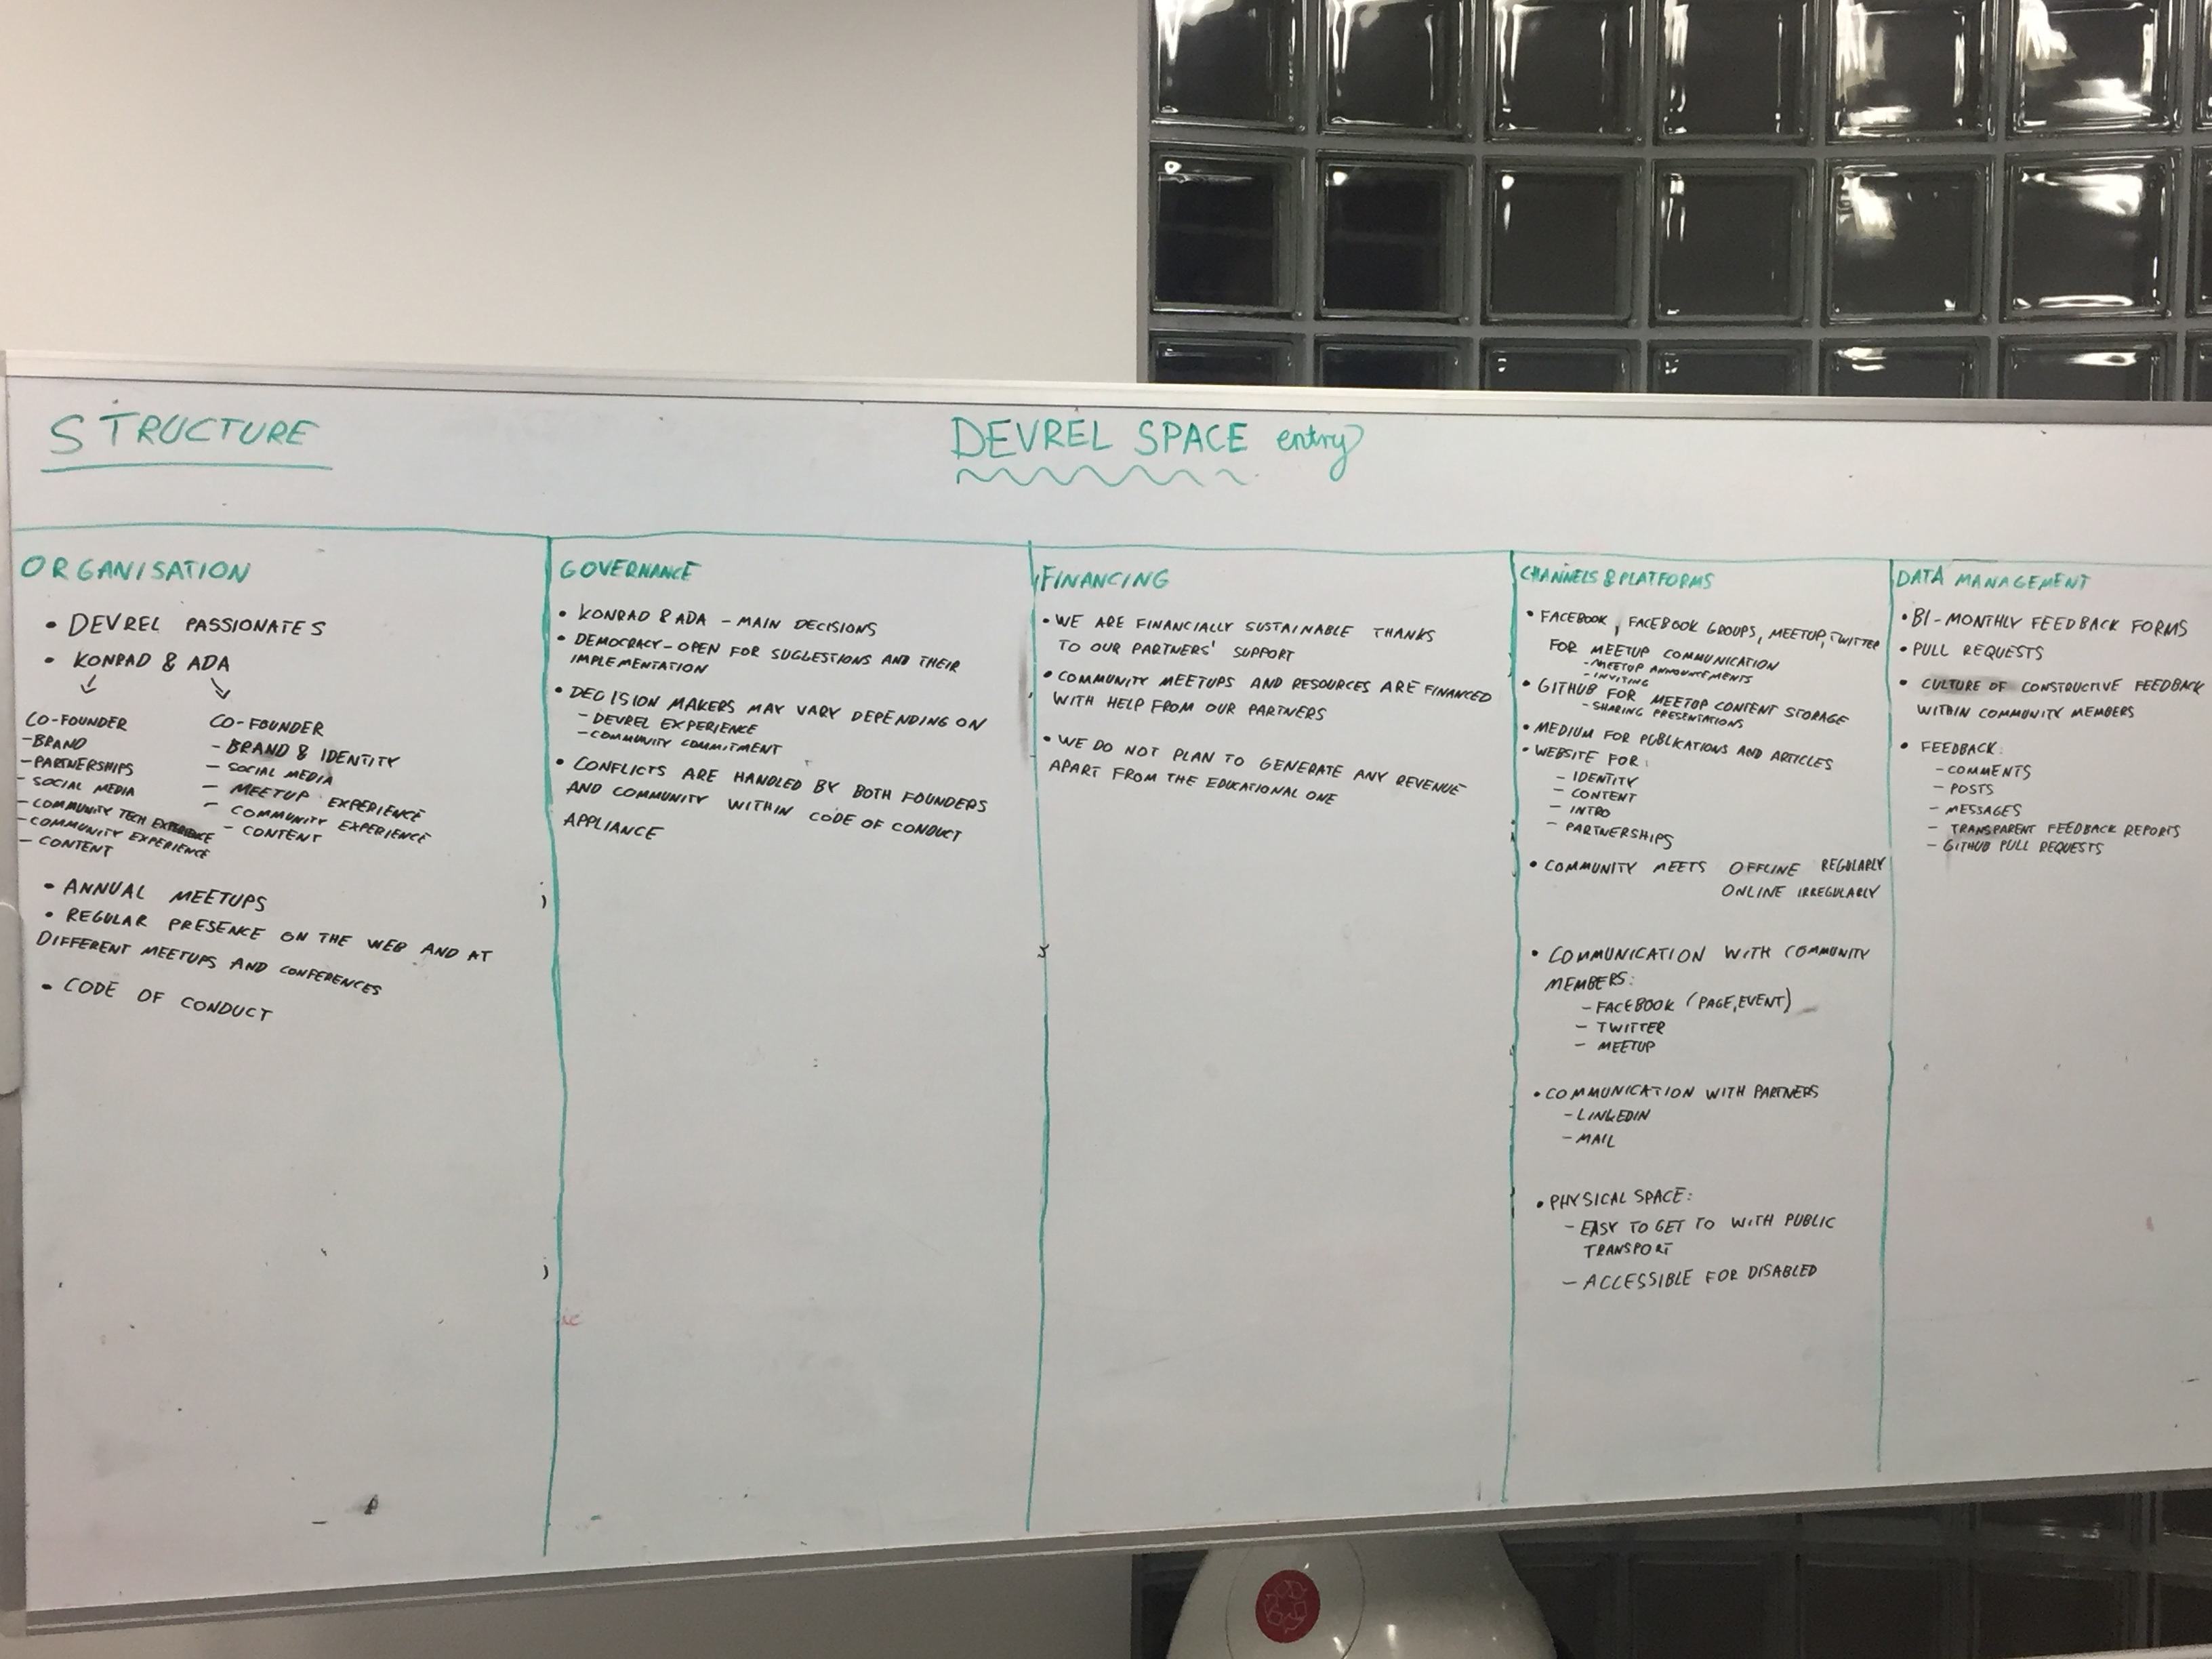 STRUCTURE
DEVREL SPACE entry
ORGANISATION
• DEVREL PASSIONATES
• KONRAD & ADA
CO-FOUNDER
-BRAND
-PARTNERSHIPS
- SOCIAL MEDIA
- COMMUNITY TECH EXPERIENCE
- COMMUNITY EXPERIENCE
- CONTENT
CO-FOUNDER
- BRAND & IDENTITY
- SOCIAL MEDIA
- MEETUP EXPERIENCE
- COMMUNITY EXPERIENCE
- CONTENT
• ANNUAL MEETUPS
• REGULAR PRESENCE ON THE WEB AND AT
DIFFERENT MEETUPS AND CONFERENCES
• CODE OF CONDUCT
GOVERNANCE
• KONRAD & ADA - MAIN DECISIONS
• DEMOCRACY-OPEN FOR SUGGESTIONS AND THEIR
IMPLEMENTATION
• DECISION MAKERS MAY VARY DEPENDING ON
- DEVREL EXPERIENCE
- COMMUNITY COMMITMENT
• CONFLICTS ARE HANDLED BY BOTH FOUNDERS
AND COMMUNITY WITHIN CODE OF CONDUCT
APPLIANCE
FINANCING
• WE ARE FINANCIALLY SUSTAINABLE THANKS
TO OUR PARTNERS' SUPPORT
• COMMUNITY MEETUPS AND RESOURCES ARE FINANCED
WITH HELP FROM OUR PARTNERS
• WE DO NOT PLAN TO GENERATE ANY REVENUE
APART FROM THE EDUCATIONAL ONE
CHANNELS & PLATFORMS
• FACEBOOK, FACEBOOK GROUPS, MEETUP, TWITTER
FOR MEETUP COMMUNICATION
- MEETUP ANNOUNCEMENTS
- INVITING
• GITHUB FOR MEETUP CONTENT STORAGE
- SHARING PRESENTATIONS
• MEDIUM FOR PUBLICATIONS AND ARTICLES
• WEBSITE FOR:
- IDENTITY
- CONTENT
- INTRO
- PARTNERSHIPS
• COMMUNITY MEETS OFFLINE REGULARLY
ONLINE IRREGULARLY
• COMMUNICATION WITH COMMUNITY
MEMBERS:
- FACEBOOK (PAGE, EVENT)
- TWITTER
- MEETUP
• COMMUNICATION WITH PARTNERS
- LINKEDIN
- MAIL
• PHYSICAL SPACE:
- EASY TO GET TO WITH PUBLIC
TRANSPORT
- ACCESSIBLE FOR DISABLED
DATA MANAGEMENT
• BI-MONTHLY FEEDBACK FORMS
• PULL REQUESTS
• CULTURE OF CONSTRUCTIVE FEEDBACK
WITHIN COMMUNITY MEMBERS
• FEEDBACK:
- COMMENTS
- POSTS
- MESSAGES
- TRANSPARENT FEEDBACK REPORTS
- GITHUB PULL REQUESTS